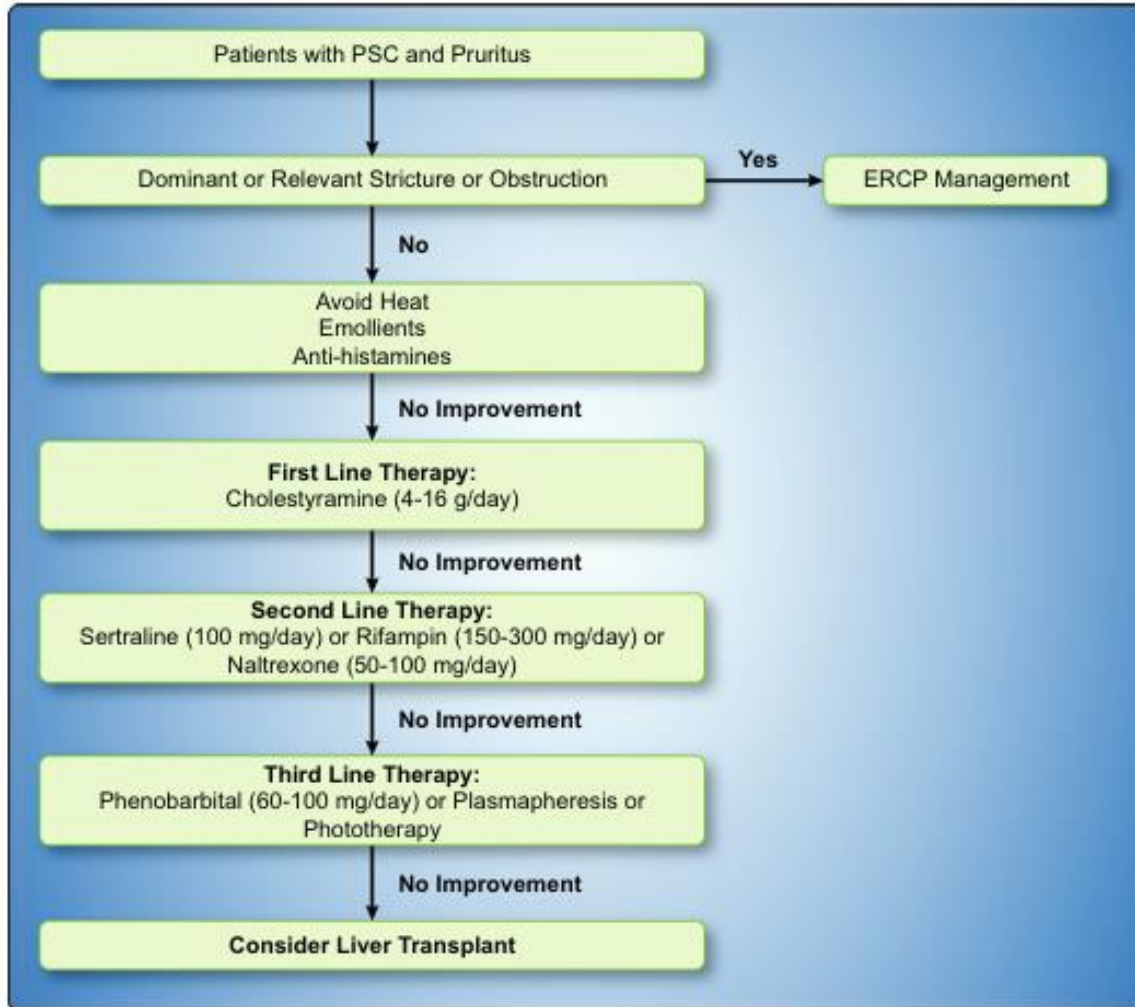 Patients with PSC and Pruritus
Dominant or Relevant Stricture or Obstruction
Yes
ERCP Management
No
Avoid Heat
Emollients
Anti-histamines
No Improvement
First Line Therapy:
Cholestyramine (4-16 g/day)
No Improvement
Second Line Therapy:
Sertraline (100 mg/day) or Rifampin (150-300 mg/day) or
Naltrexone (50-100 mg/day)
No Improvement
Third Line Therapy:
Phenobarbital (60-100 mg/day) or Plasmapheresis or
Phototherapy
No Improvement
Consider Liver Transplant